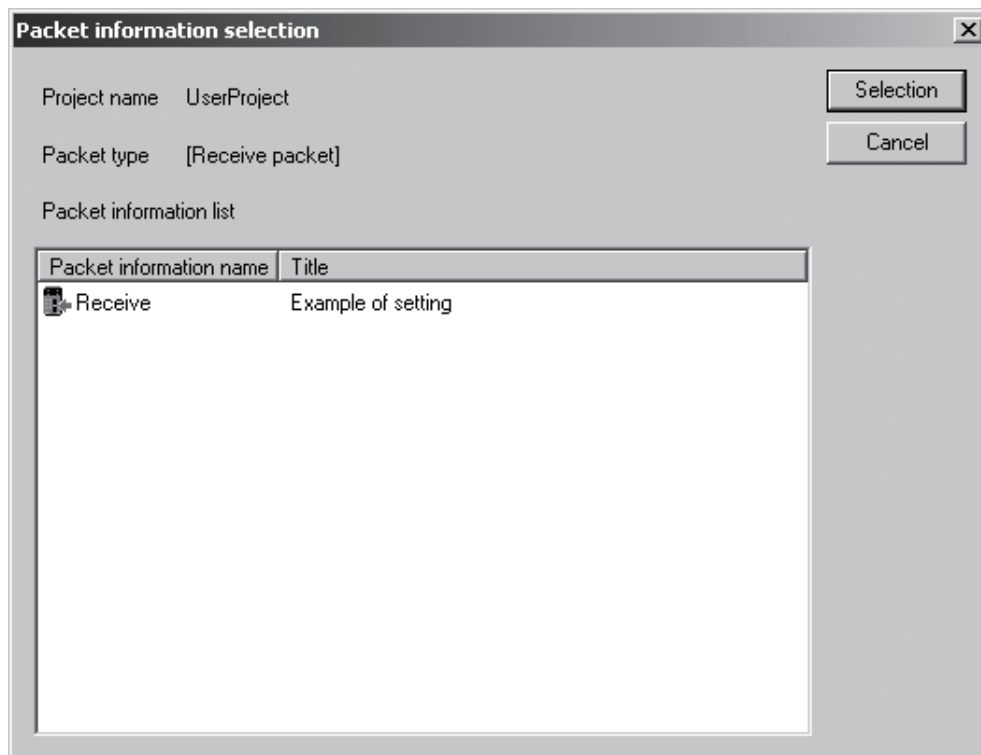 Packet information selection
Project name UserProject
Selection
Packet type [Receive packet]
Cancel
Packet information list
Packet information name Title
Receive Example of setting